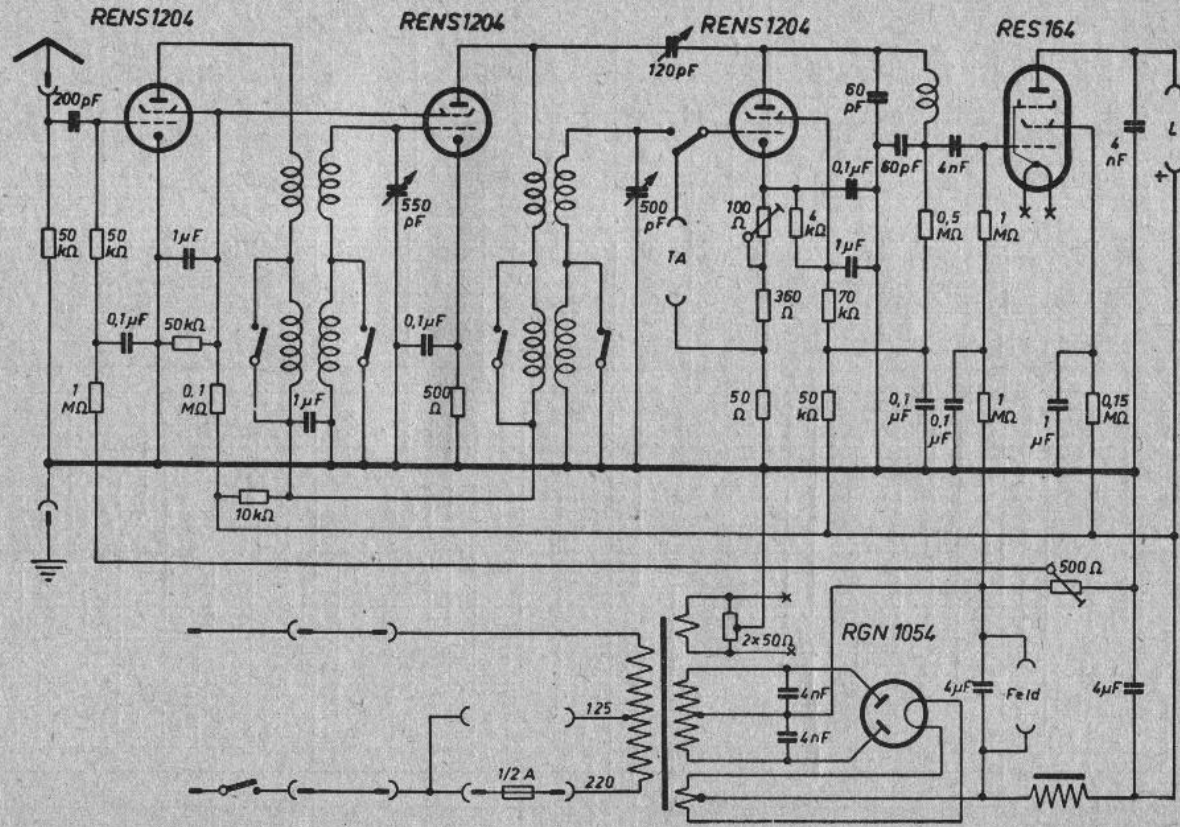 RENS1204
RENS1204
RENS1204
RES164
200pF
120pF
60
pF
4
nF
L
+
60pF
4nF
0,1µF
50
kΩ
50
kΩ
1µF
550
pF
500
pF
TA
100
Ω
4
kΩ
1µF
0,5
MΩ
1
MΩ
0,1µF
50kΩ
360
Ω
70
kΩ
0,1µF
1
MΩ
0,1
MΩ
1µF
500
Ω
50
Ω
50
kΩ
0,1
µF
0,1
µF
1
MΩ
1
µF
0,15
MΩ
10kΩ
500Ω
2x50Ω
RGN 1054
125
4nF
4nF
4µF
Feld
4µF
1/2 A
220